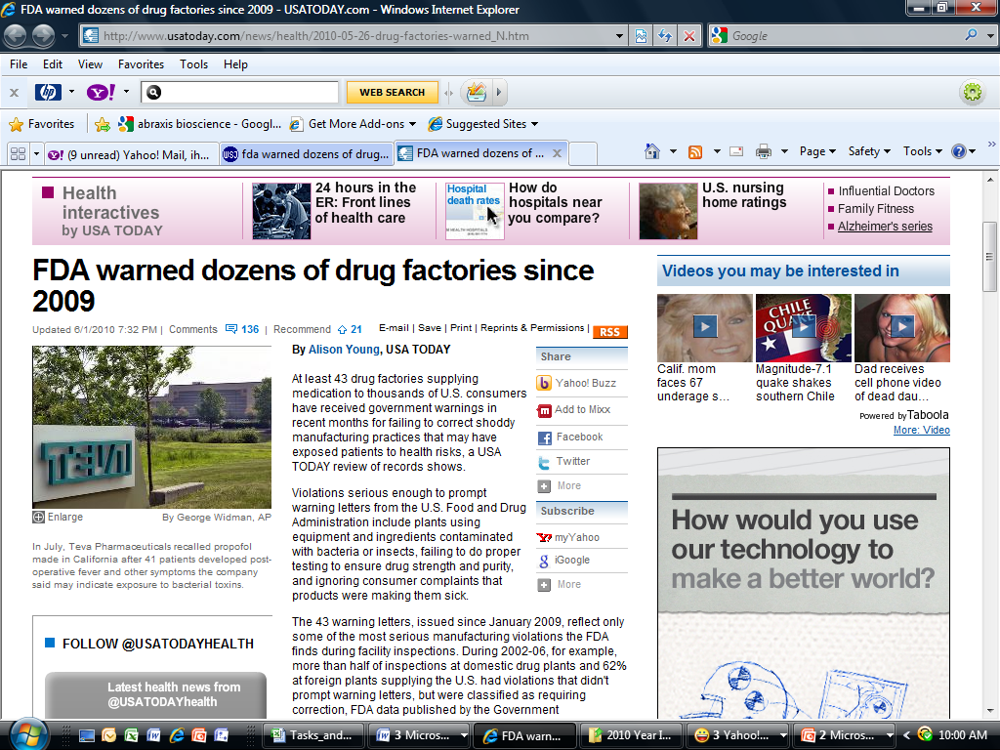 FDA warned dozens of drug factories since 2009 - USATODAY.com - Windows Internet Explorer
http://www.usatoday.com/news/health/2010-05-26-drug-factories-warned_N.htm
Google
File Edit View Favorites Tools Help
x hp Y! WEB SEARCH
Favorites abraxis bioscience - Googl... Get More Add-ons Suggested Sites
(9 unread) Yahoo! Mail, ih... fda warned dozens of drug... FDA warned dozens of ... Page Safety Tools
Health
interactives
by USA TODAY
24 hours in the
ER: Front lines
of health care
Hospital
death rates
How do
hospitals near
you compare?
U.S. nursing
home ratings
Influential Doctors
Family Fitness
Alzheimer's series
FDA warned dozens of drug factories since
2009
Updated 6/1/2010 7:32 PM | Comments 136 | Recommend 21
E-mail | Save | Print | Reprints & Permissions | RSS
TEVA
Enlarge By George Widman, AP
In July, Teva Pharmaceuticals recalled propofol
made in California after 41 patients developed post-
operative fever and other symptoms the company
said may indicate exposure to bacterial toxins.
FOLLOW @USATODAYHEALTH
Latest health news from
@USATODAYhealth
By Alison Young, USA TODAY
At least 43 drug factories supplying
medication to thousands of U.S. consumers
have received government warnings in
recent months for failing to correct shoddy
manufacturing practices that may have
exposed patients to health risks, a USA
TODAY review of records shows.
Violations serious enough to prompt
warning letters from the U.S. Food and Drug
Administration include plants using
equipment and ingredients contaminated
with bacteria or insects, failing to do proper
testing to ensure drug strength and purity,
and ignoring consumer complaints that
products were making them sick.
The 43 warning letters, issued since January 2009, reflect only
some of the most serious manufacturing violations the FDA
finds during facility inspections. During 2002-06, for example,
more than half of inspections at domestic drug plants and 62%
at foreign plants supplying the U.S. had violations that didn't
prompt warning letters, but were classified as requiring
correction, FDA data published by the Government
Share
Yahoo! Buzz
Add to Mixx
Facebook
Twitter
More
Subscribe
myYahoo
iGoogle
More
Videos you may be interested in
CHILE
QUAKE
Calif. mom
faces 67
underage s...
Magnitude-7.1
quake shakes
southern Chile
Dad receives
cell phone video
of dead dau...
Powered by Taboola
More: Video
How would you use
our technology to
make a better world?
Tasks_and... 3 Micros... FDA warn... 2010 Year I... 3 Yahoo!... 2 Micros... 10:00 AM